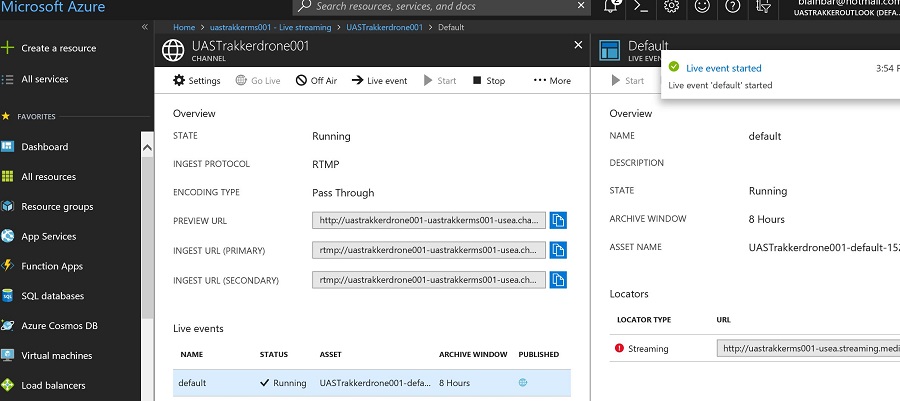 Microsoft Azure
Search resources, services, and docs
blainbar@hotmail.com
UASTRAKKEROUTLOOK (DEFA...
Create a resource
All services
FAVORITES
Dashboard
All resources
Resource groups
App Services
Function Apps
SQL databases
Azure Cosmos DB
Virtual machines
Load balancers
Home > uastrakkerms001 - Live streaming > UASTrakkerdrone001 > Default
UASTrakkerdrone001
CHANNEL
Settings Go Live Off Air Live event Start Stop ··· More
Overview
STATE Running
INGEST PROTOCOL RTMP
ENCODING TYPE Pass Through
PREVIEW URL http://uastrakkerdrone001-uastrakkerms001-usea.cha...
INGEST URL (PRIMARY) rtmp://uastrakkerdrone001-uastrakkerms001-usea.ch...
INGEST URL (SECONDARY) rtmp://uastrakkerdrone001-uastrakkerms001-usea.ch...
Live events
NAME STATUS ASSET ARCHIVE WINDOW PUBLISHED
default Running UASTrakkerdrone001-defa... 8 Hours
Default
LIVE EVEN
Start
Live event started 3:54 P
Live event 'default' started
Overview
NAME default
DESCRIPTION
STATE Running
ARCHIVE WINDOW 8 Hours
ASSET NAME UASTrakkerdrone001-default-152
Locators
LOCATOR TYPE URL
Streaming http://uastrakkerms001-usea.streaming.medi